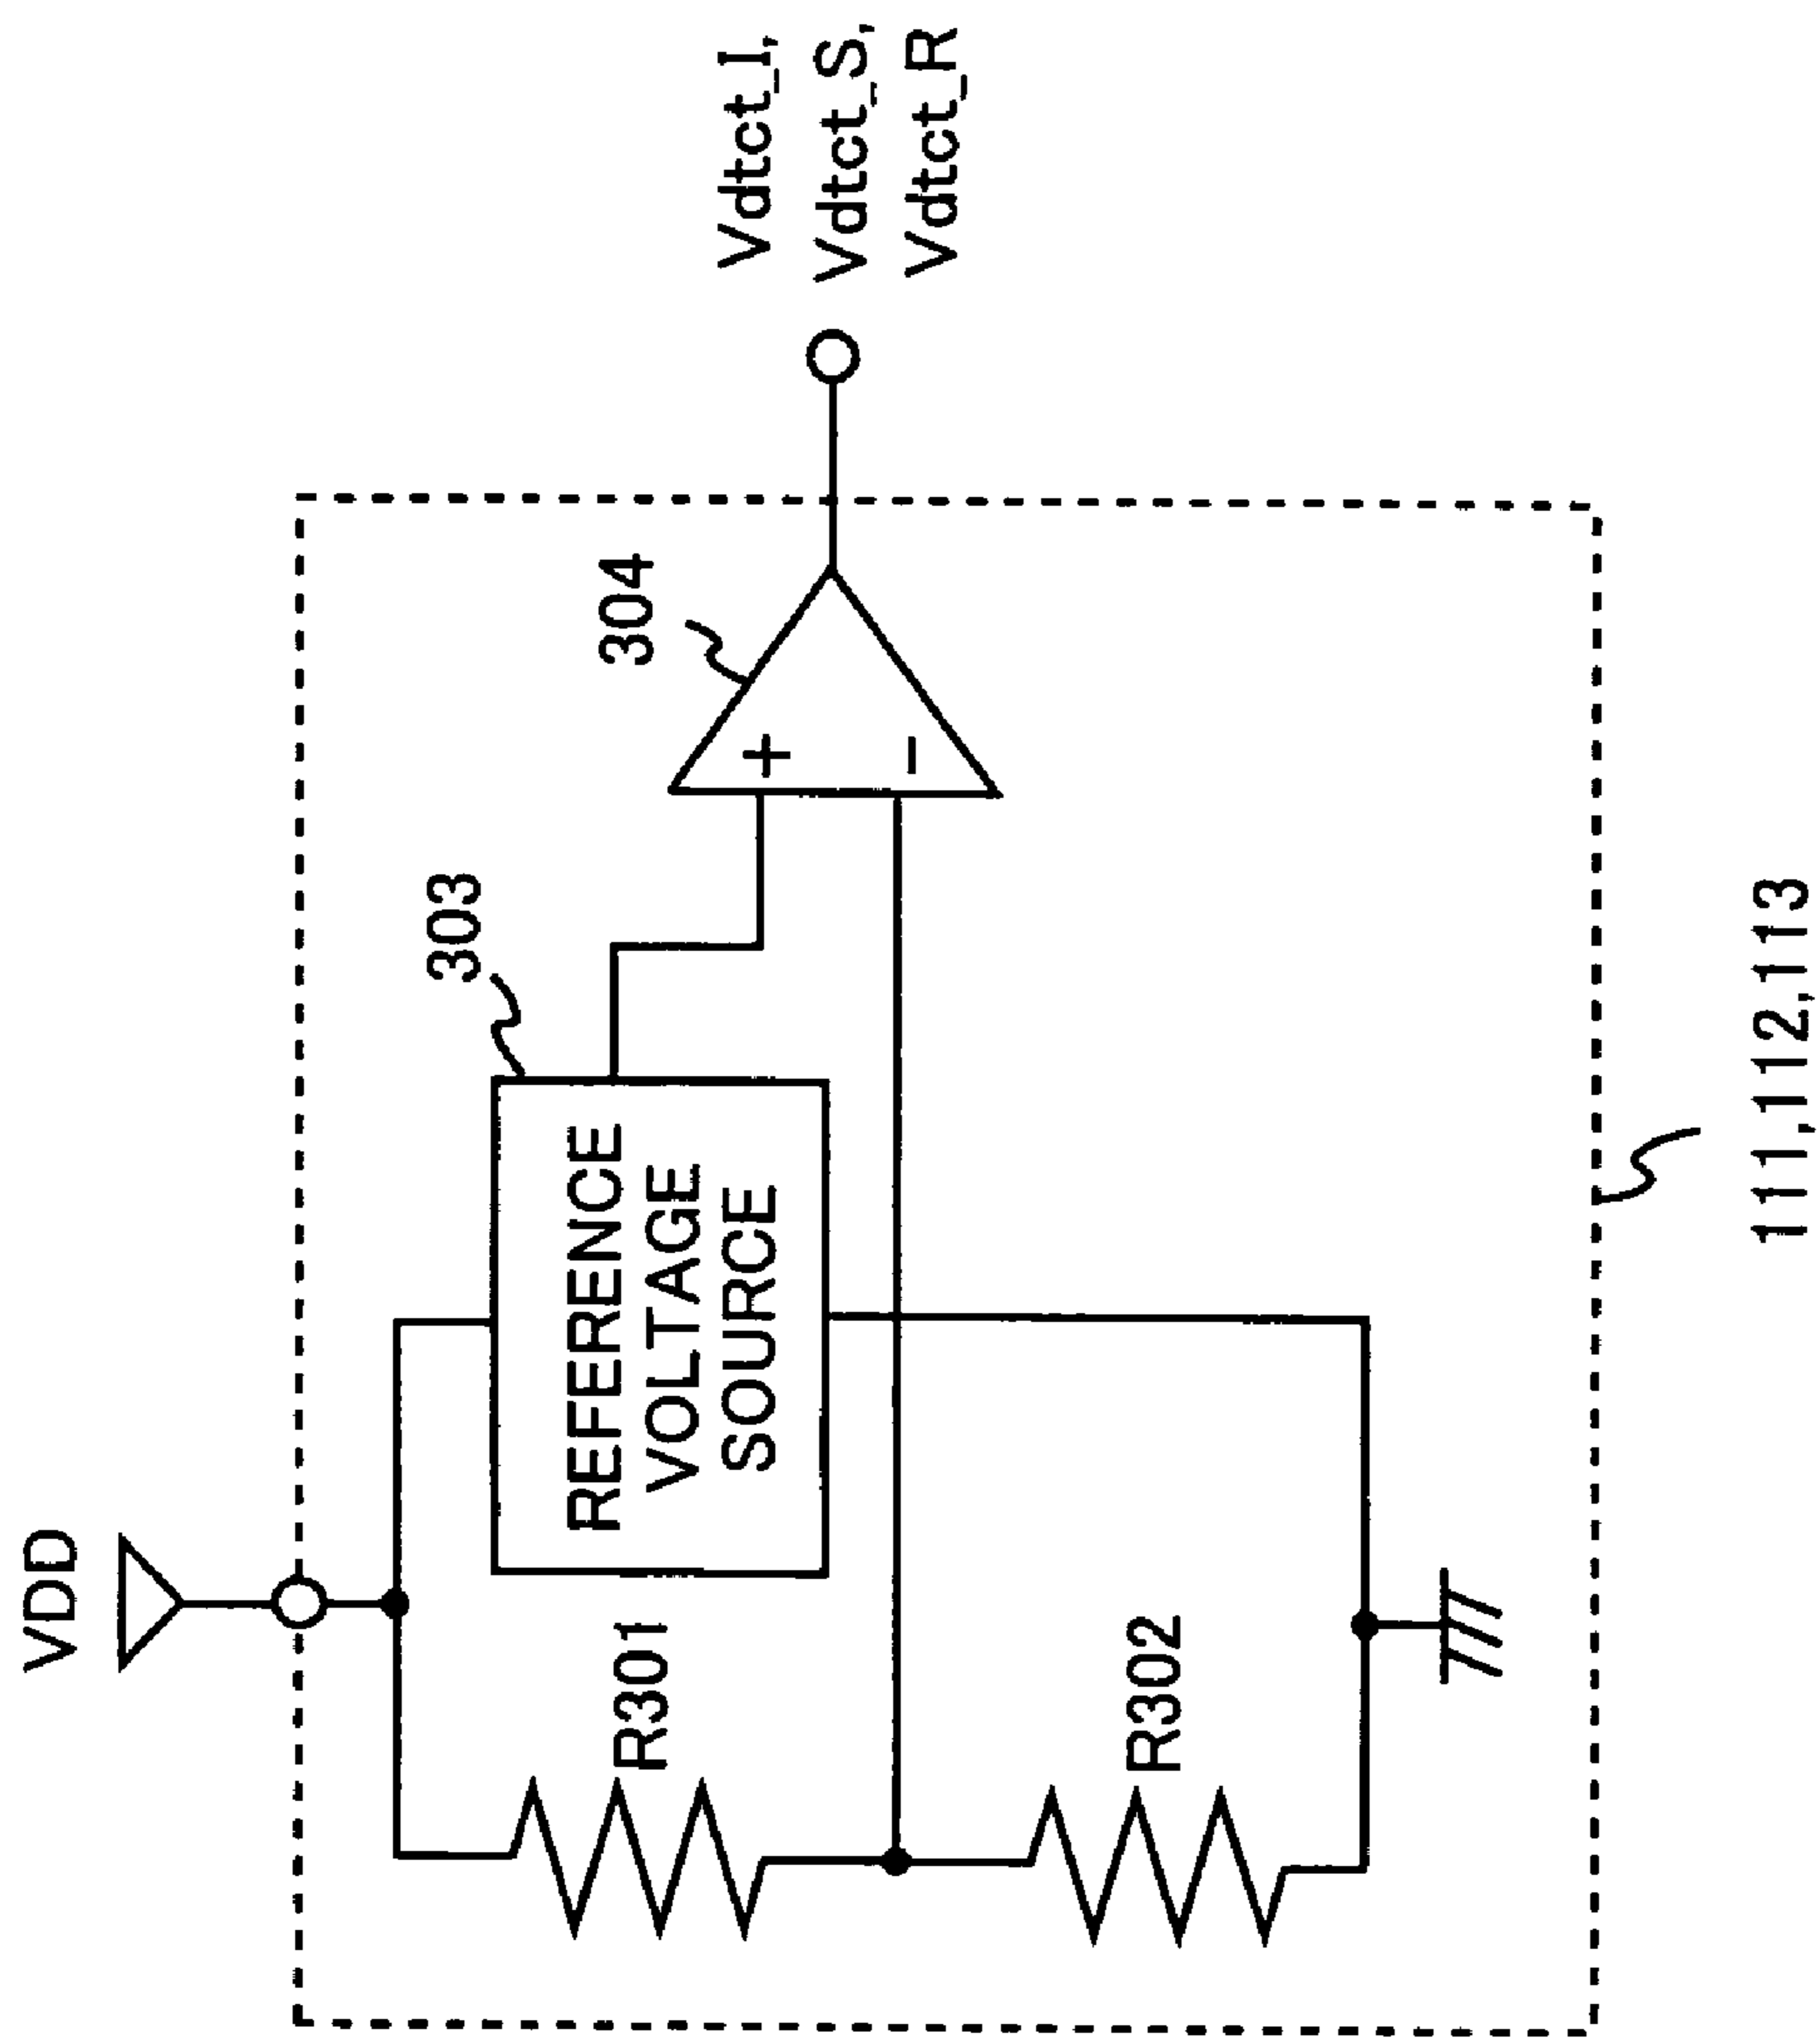 VDD
R301
R302
REFERENCE
VOLTAGE
SOURCE
303
304
+
−
Vdtct_I,
Vdtct_S,
Vdtct_R
111,112,113